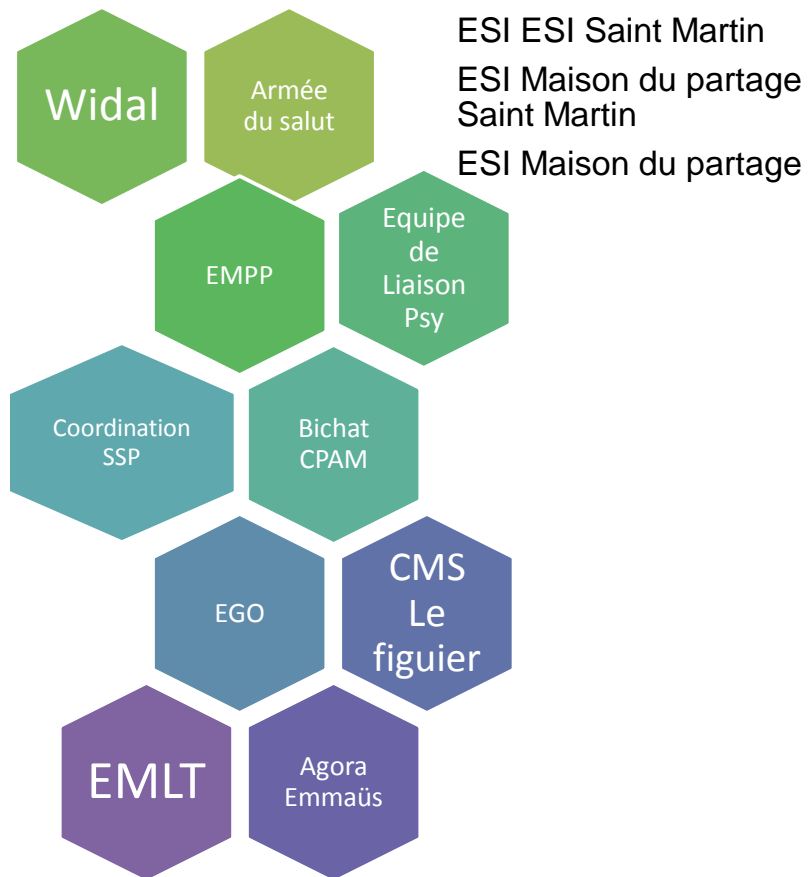 Widal
Armée
du salut
ESI ESI Saint Martin
ESI Maison du partage
Saint Martin
ESI Maison du partage
EMPP
Equipe
de
Liaison
Psy
Coordination
SSP
Bichat
CPAM
EGO
CMS
Le
figuier
EMLT
Agora
Emmaüs